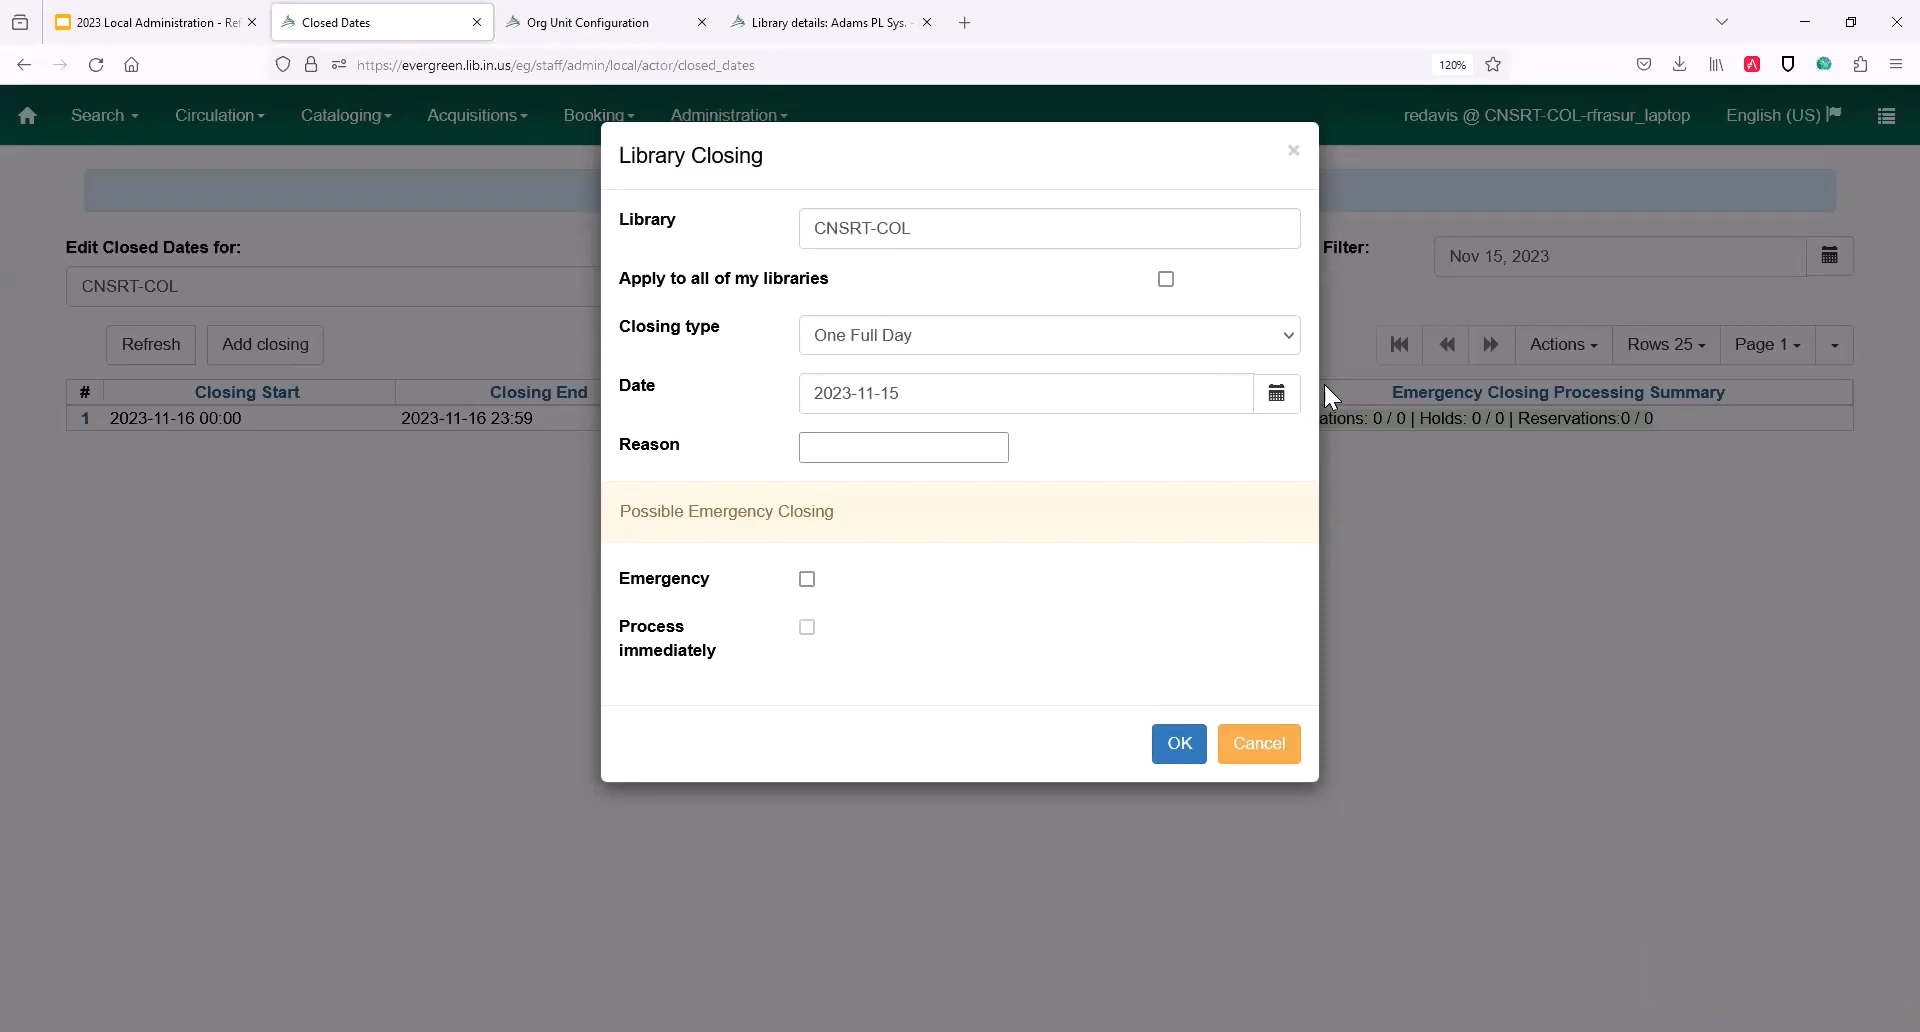 2023 Local Administration - Ref
Closed Dates
Org Unit Configuration
Library details: Adams PL Sys. -
https://evergreen.lib.in.us/eg/staff/admin/local/actor/closed_dates
120%
Search
Circulation
Cataloging
Acquisitions
Booking
Administration
redavis @ CNSRT-COL-rfrasur_laptop
English (US)
Library Closing
×
Edit Closed Dates for:
CNSRT-COL
Filter:
Nov 15, 2023
Refresh
Add closing
Actions
Rows 25
Page 1
# Closing Start Closing End Emergency Closing Processing Summary
1 2023-11-16 00:00 2023-11-16 23:59 ations: 0 / 0 | Holds: 0 / 0 | Reservations:0 / 0
Library
CNSRT-COL
Apply to all of my libraries
Closing type
One Full Day
Date
2023-11-15
Reason
Possible Emergency Closing
Emergency
Process
immediately
OK
Cancel